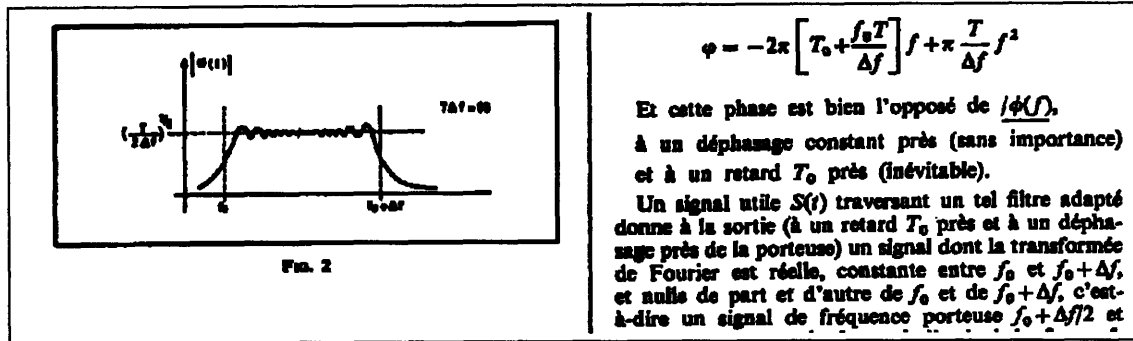 |Φ(f)|
(T/2Δf)^½
TΔf=60
f₀
f₀+Δf
FIG. 2
φ = −2π [T₀ + f₀T/Δf] f + π T/Δf f²
Et cette phase est bien l'opposé de /ϕ(f),
à un déphasage constant près (sans importance)
et à un retard T₀ près (inévitable).
Un signal utile S(t) traversant un tel filtre adapté
donne à la sortie (à un retard T₀ près et à un dépha-
sage près de la porteuse) un signal dont la transformée
de Fourier est réelle, constante entre f₀ et f₀+Δf,
et nulle de part et d'autre de f₀ et de f₀+Δf, c'est-
à-dire un signal de fréquence porteuse f₀+Δf/2 et